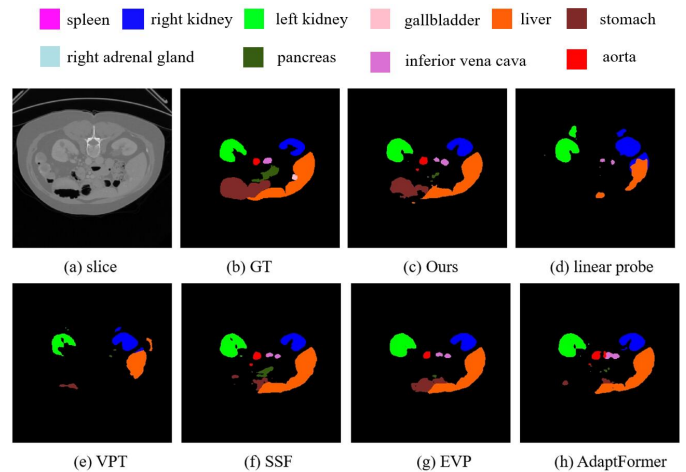 spleen right kidney left kidney gallbladder liver stomach
right adrenal gland pancreas inferior vena cava aorta
(a) slice (b) GT (c) Ours (d) linear probe
(e) VPT (f) SSF (g) EVP (h) AdaptFormer